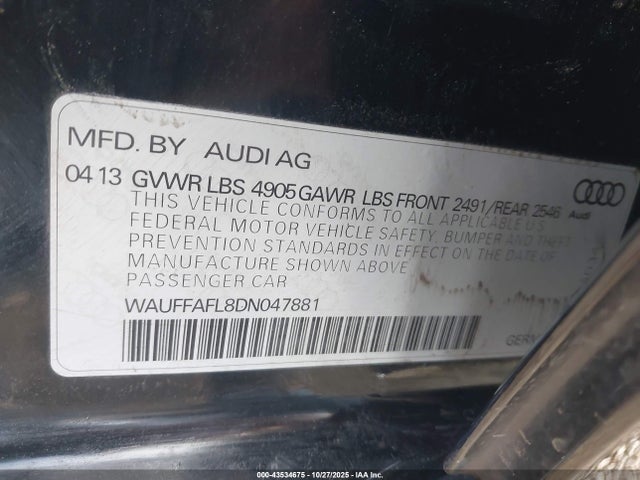 MFD. BY AUDI AG
04 13 GVWR LBS 4905 GAWR LBS FRONT 2491/REAR 2546 Audi
THIS VEHICLE CONFORMS TO ALL APPLICABLE U.S.
FEDERAL MOTOR VEHICLE SAFETY, BUMPER AND THEFT
PREVENTION STANDARDS IN EFFECT ON THE DATE OF
MANUFACTURE SHOWN ABOVE
PASSENGER CAR
WAUFFAFL8DN047881
000-43534675 | 10/27/2025 | IAA Inc.